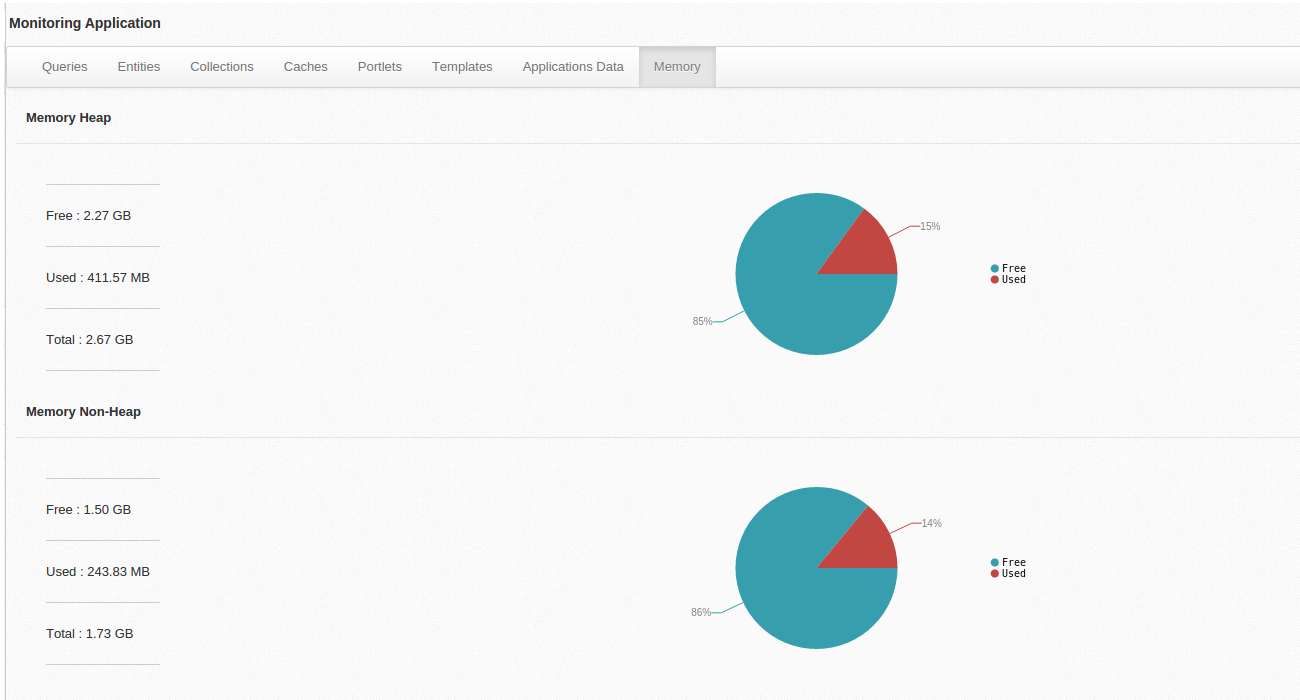 Monitoring Application
Queries Entities Collections Caches Portlets Templates Applications Data Memory
Memory Heap
Free : 2.27 GB
Used : 411.57 MB
Total : 2.67 GB
15%
85%
Free
Used
Memory Non-Heap
Free : 1.50 GB
Used : 243.83 MB
Total : 1.73 GB
14%
86%
Free
Used